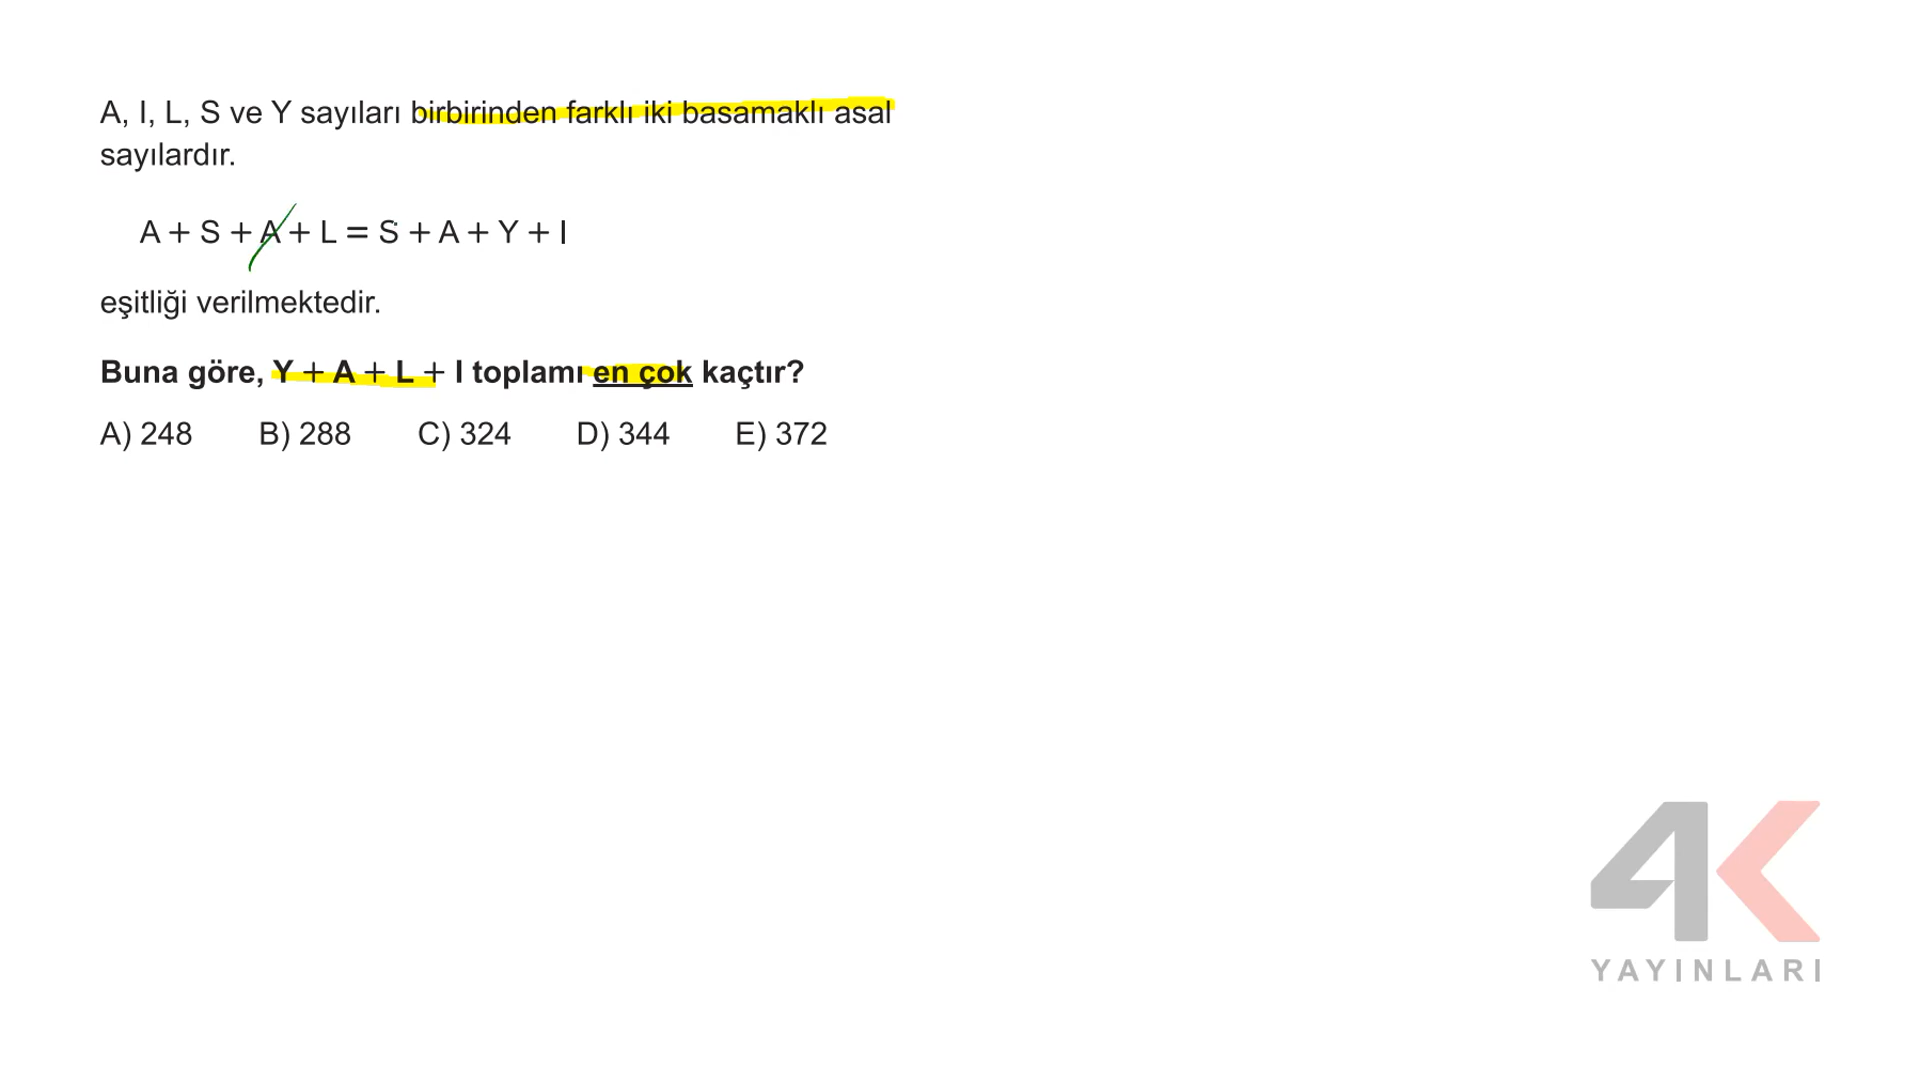 A, I, L, S ve Y sayıları birbirinden farklı iki basamaklı asal
sayılardır.
A + S + A + L = S + A + Y + I
eşitliği verilmektedir.
Buna göre, Y + A + L + I toplamı en çok kaçtır?
A) 248 B) 288 C) 324 D) 344 E) 372
4K
YAYINLARI